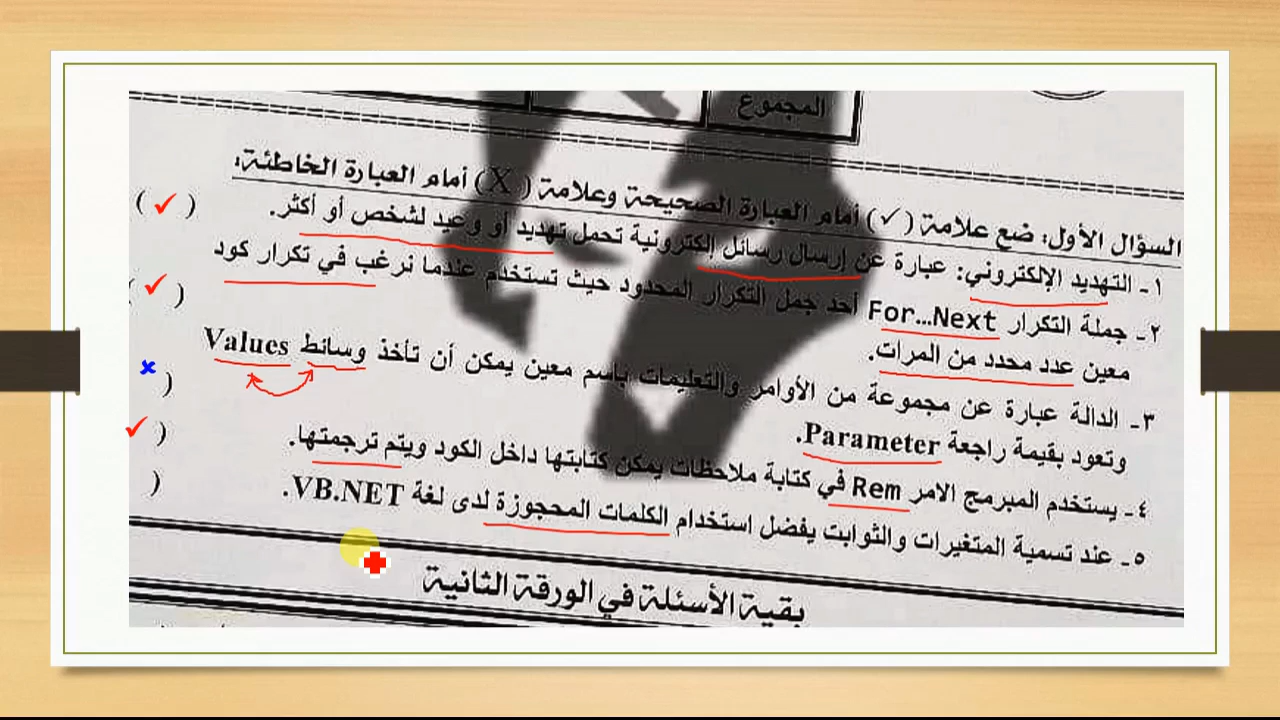 المجموع
السؤال الأول: ضع علامة (✓) أمام العبارة الصحيحة وعلامة (X) أمام العبارة الخاطئة:
١- التهديد الإلكتروني: عبارة عن إرسال رسائل إلكترونية تحمل تهديد أو وعيد لشخص أو أكثر. (✓)
٢- جملة التكرار For...Next أحد جمل التكرار المحدود حيث تستخدم عندما نرغب في تكرار كود (✓)
معين عدد محدد من المرات.
٣- الدالة عبارة عن مجموعة من الأوامر والتعليمات باسم معين يمكن أن تأخذ وسائط Values ( ×
وتعود بقيمة راجعة Parameter.
٤- يستخدم المبرمج الامر Rem في كتابة ملاحظات يمكن كتابتها داخل الكود ويتم ترجمتها. ( ✓
٥- عند تسمية المتغيرات والثوابت يفضل استخدام الكلمات المحجوزة لدى لغة VB.NET. (
بقية الأسئلة في الورقة الثانية